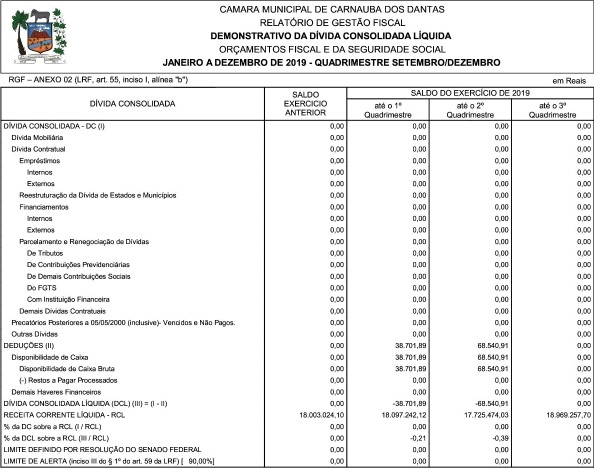 CAMARA MUNICIPAL DE CARNAUBA DOS DANTAS
RELATÓRIO DE GESTÃO FISCAL
DEMONSTRATIVO DA DÍVIDA CONSOLIDADA LÍQUIDA
ORÇAMENTOS FISCAL E DA SEGURIDADE SOCIAL
JANEIRO A DEZEMBRO DE 2019 - QUADRIMESTRE SETEMBRO/DEZEMBRO
RGF – ANEXO 02 (LRF, art. 55, inciso I, alínea "b") em Reais
DÍVIDA CONSOLIDADA SALDO EXERCICIO ANTERIOR SALDO DO EXERCÍCIO DE 2019
até o 1º Quadrimestre até o 2º Quadrimestre até o 3º Quadrimestre
DÍVIDA CONSOLIDADA - DC (I) 0,00 0,00 0,00 0,00
Dívida Mobiliária 0,00 0,00 0,00 0,00
Dívida Contratual 0,00 0,00 0,00 0,00
Empréstimos 0,00 0,00 0,00 0,00
Internos 0,00 0,00 0,00 0,00
Externos 0,00 0,00 0,00 0,00
Reestruturação da Dívida de Estados e Municípios 0,00 0,00 0,00 0,00
Financiamentos 0,00 0,00 0,00 0,00
Internos 0,00 0,00 0,00 0,00
Externos 0,00 0,00 0,00 0,00
Parcelamento e Renegociação de Dívidas 0,00 0,00 0,00 0,00
De Tributos 0,00 0,00 0,00 0,00
De Contribuições Previdenciárias 0,00 0,00 0,00 0,00
De Demais Contribuições Sociais 0,00 0,00 0,00 0,00
Do FGTS 0,00 0,00 0,00 0,00
Com Instituição Financeira 0,00 0,00 0,00 0,00
Demais Dívidas Contratuais 0,00 0,00 0,00 0,00
Precatórios Posteriores a 05/05/2000 (inclusive)- Vencidos e Não Pagos. 0,00 0,00 0,00 0,00
Outras Dívidas 0,00 0,00 0,00 0,00
DEDUÇÕES (II) 0,00 38.701,89 68.540,91 0,00
Disponibilidade de Caixa 0,00 38.701,89 68.540,91 0,00
Disponibilidade de Caixa Bruta 0,00 38.701,89 68.540,91 0,00
(-) Restos a Pagar Processados 0,00 0,00 0,00 0,00
Demais Haveres Financeiros 0,00 0,00 0,00 0,00
DÍVIDA CONSOLIDADA LÍQUIDA (DCL) (III) = (I - II) 0,00 -38.701,89 -68.540,91 0,00
RECEITA CORRENTE LÍQUIDA - RCL 18.003.024,10 18.097.242,12 17.725.474,03 18.969.257,70
% da DC sobre a RCL (I / RCL) 0,00 0,00 0,00 0,00
% da DCL sobre a RCL (III / RCL) 0,00 -0,21 -0,39 0,00
LIMITE DEFINIDO POR RESOLUÇÃO DO SENADO FEDERAL 0,00 0,00 0,00 0,00
LIMITE DE ALERTA (inciso III do § 1º do art. 59 da LRF) [ 90,00%] 0,00 0,00 0,00 0,00